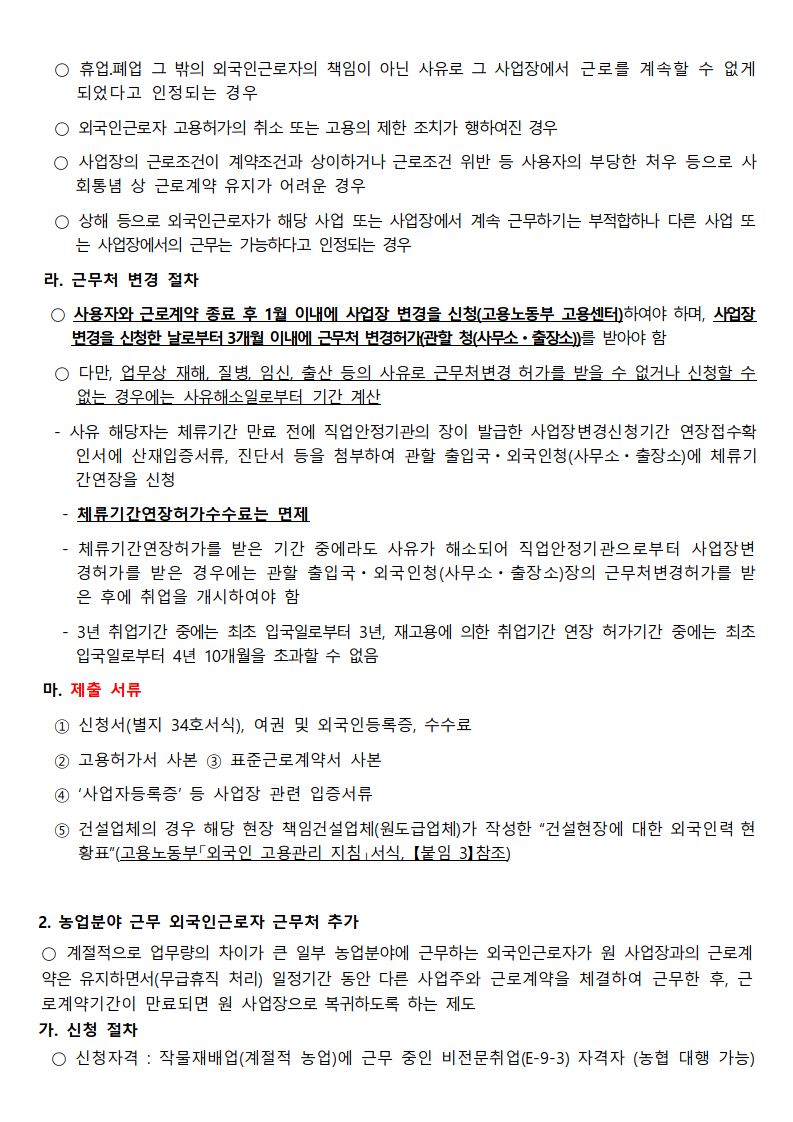 ○ 휴업.폐업 그 밖의 외국인근로자의 책임이 아닌 사유로 그 사업장에서 근로를 계속할 수 없게
되었다고 인정되는 경우
○ 외국인근로자 고용허가의 취소 또는 고용의 제한 조치가 행하여진 경우
○ 사업장의 근로조건이 계약조건과 상이하거나 근로조건 위반 등 사용자의 부당한 처우 등으로 사
회통념 상 근로계약 유지가 어려운 경우
○ 상해 등으로 외국인근로자가 해당 사업 또는 사업장에서 계속 근무하기는 부적합하나 다른 사업 또
는 사업장에서의 근무는 가능하다고 인정되는 경우
라. 근무처 변경 절차
○ 사용자와 근로계약 종료 후 1월 이내에 사업장 변경을 신청(고용노동부 고용센터)하여야 하며, 사업장
변경을 신청한 날로부터 3개월 이내에 근무처 변경허가(관할 청(사무소・출장소))를 받아야 함
○ 다만, 업무상 재해, 질병, 임신, 출산 등의 사유로 근무처변경 허가를 받을 수 없거나 신청할 수
없는 경우에는 사유해소일로부터 기간 계산
- 사유 해당자는 체류기간 만료 전에 직업안정기관의 장이 발급한 사업장변경신청기간 연장접수확
인서에 산재입증서류, 진단서 등을 첨부하여 관할 출입국・외국인청(사무소・출장소)에 체류기
간연장을 신청
- 체류기간연장허가수수료는 면제
- 체류기간연장허가를 받은 기간 중에라도 사유가 해소되어 직업안정기관으로부터 사업장변
경허가를 받은 경우에는 관할 출입국・외국인청(사무소・출장소)장의 근무처변경허가를 받
은 후에 취업을 개시하여야 함
- 3년 취업기간 중에는 최초 입국일로부터 3년, 재고용에 의한 취업기간 연장 허가기간 중에는 최초
입국일로부터 4년 10개월을 초과할 수 없음
마. 제출 서류
① 신청서(별지 34호서식), 여권 및 외국인등록증, 수수료
② 고용허가서 사본 ③ 표준근로계약서 사본
④ ‘사업자등록증’ 등 사업장 관련 입증서류
⑤ 건설업체의 경우 해당 현장 책임건설업체(원도급업체)가 작성한 “건설현장에 대한 외국인력 현
황표”(고용노동부「외국인 고용관리 지침」서식, 【붙임 3】참조)
2. 농업분야 근무 외국인근로자 근무처 추가
○ 계절적으로 업무량의 차이가 큰 일부 농업분야에 근무하는 외국인근로자가 원 사업장과의 근로계
약은 유지하면서(무급휴직 처리) 일정기간 동안 다른 사업주와 근로계약을 체결하여 근무한 후, 근
로계약기간이 만료되면 원 사업장으로 복귀하도록 하는 제도
가. 신청 절차
○ 신청자격 : 작물재배업(계절적 농업)에 근무 중인 비전문취업(E-9-3) 자격자 (농협 대행 가능)